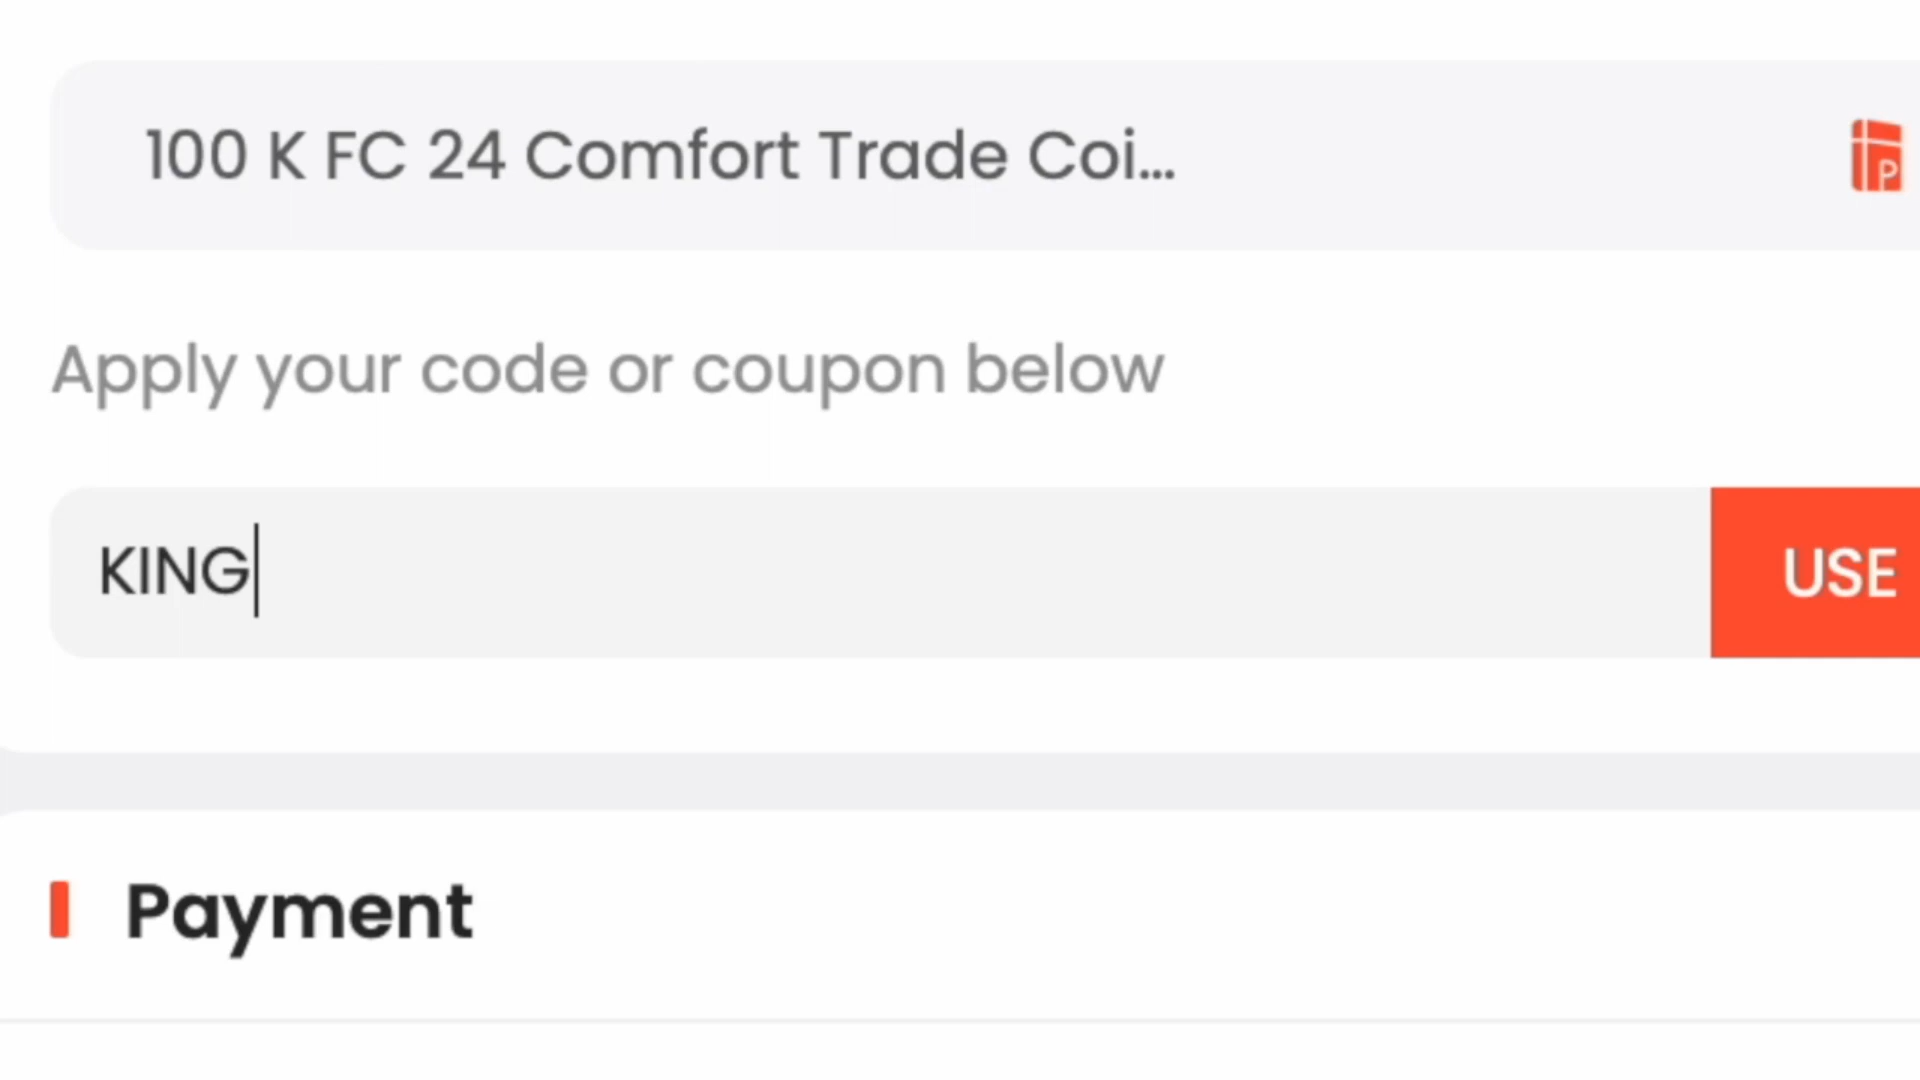 100 K FC 24 Comfort Trade Coi...
P
Apply your code or coupon below
KING
USE
Payment